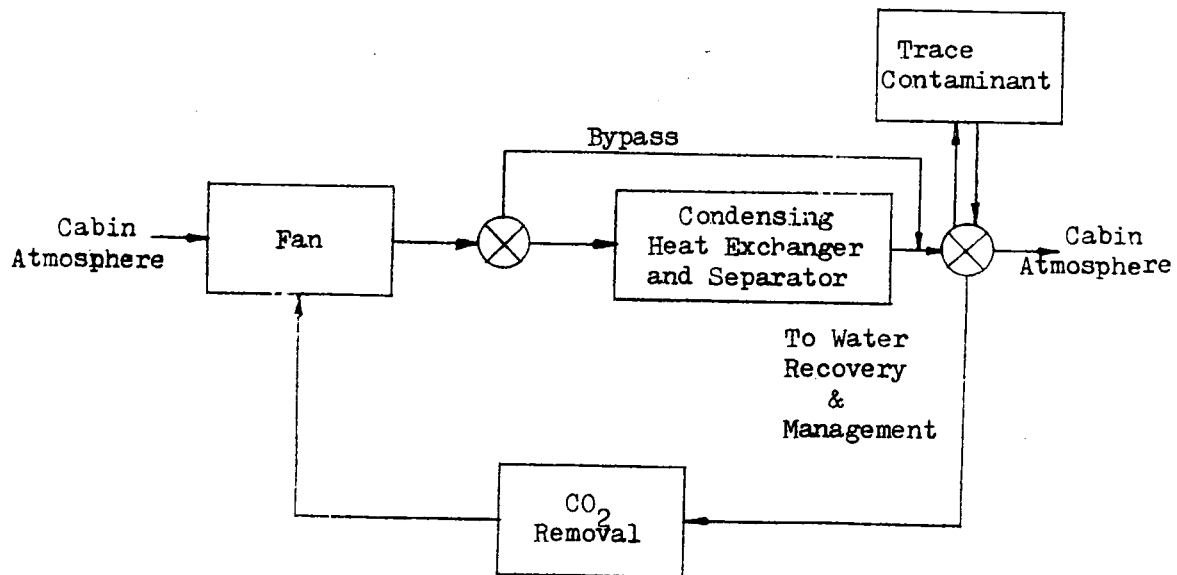 Trace
Contaminant
Bypass
Cabin
Atmosphere
Fan
Condensing
Heat Exchanger
and Separator
Cabin
Atmosphere
To Water
Recovery
&
Management
CO2
Removal